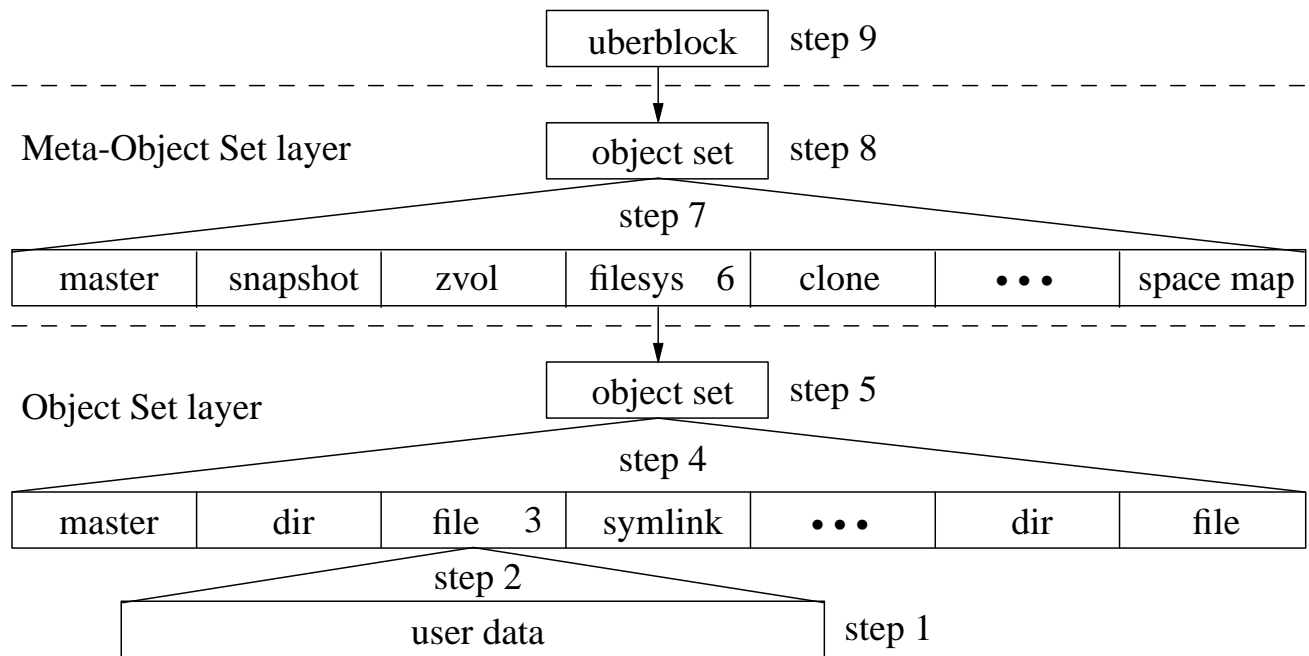 uberblock step 9
Meta-Object Set layer
object set step 8
step 7
master snapshot zvol filesys 6 clone ••• space map
object set step 5
Object Set layer
step 4
master dir file 3 symlink ••• dir file
step 2
user data step 1